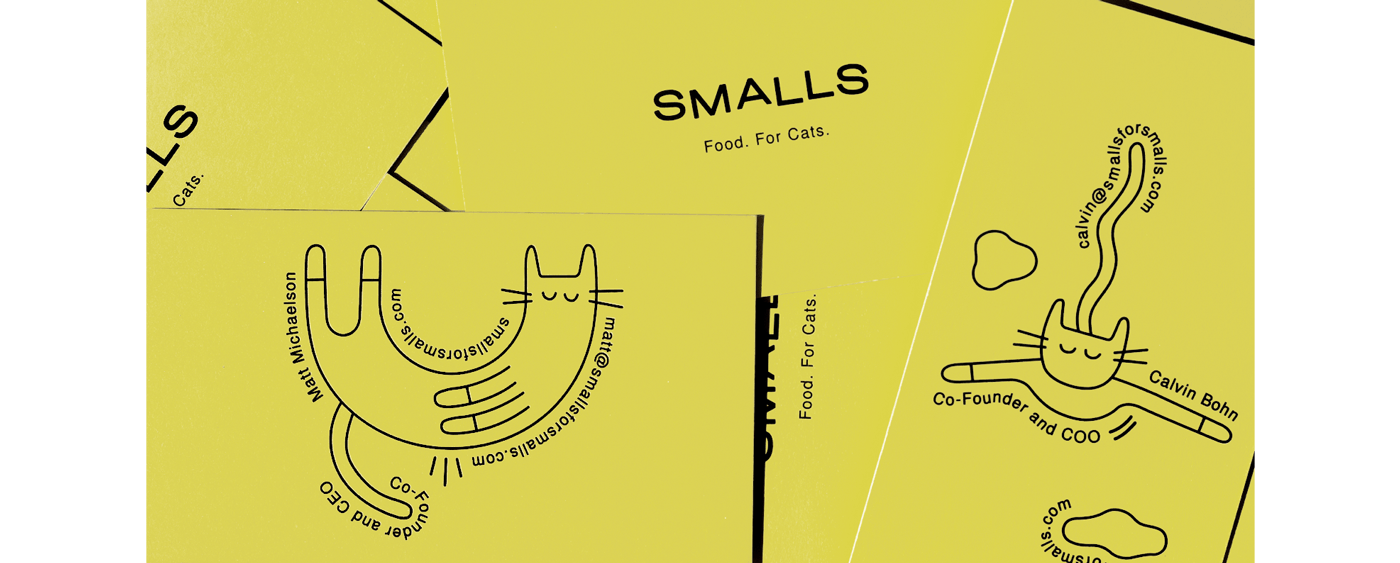 LLS
Cats.
SMALLS
Food. For Cats.
calvin@smallsforsmalls.com
Matt Michaelson
smallsforsmalls.com
matt@smallsforsmalls.com
Co-Founder and CEO
Food. For Cats.
Calvin Bohn
Co-Founder and COO
orsmalls.com